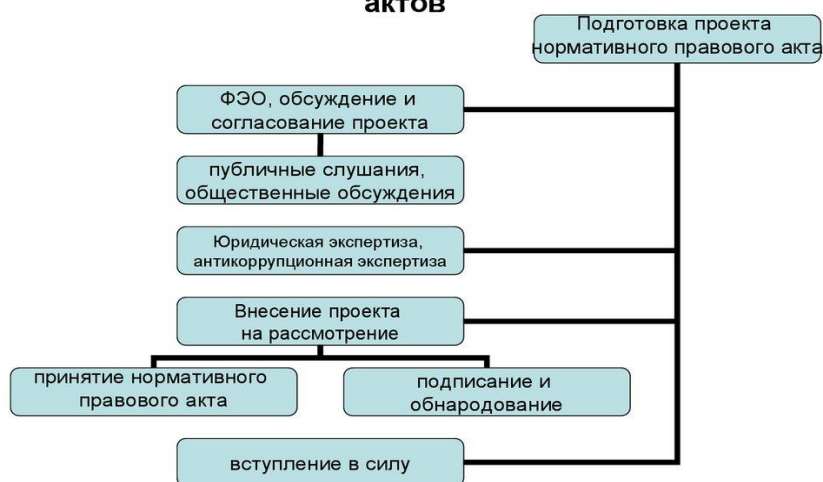 актов
Подготовка проекта
нормативного правового акта
ФЭО, обсуждение и
согласование проекта
публичные слушания,
общественные обсуждения
Юридическая экспертиза,
антикоррупционная экспертиза
Внесение проекта
на рассмотрение
принятие нормативного
правового акта
подписание и
обнародование
вступление в силу